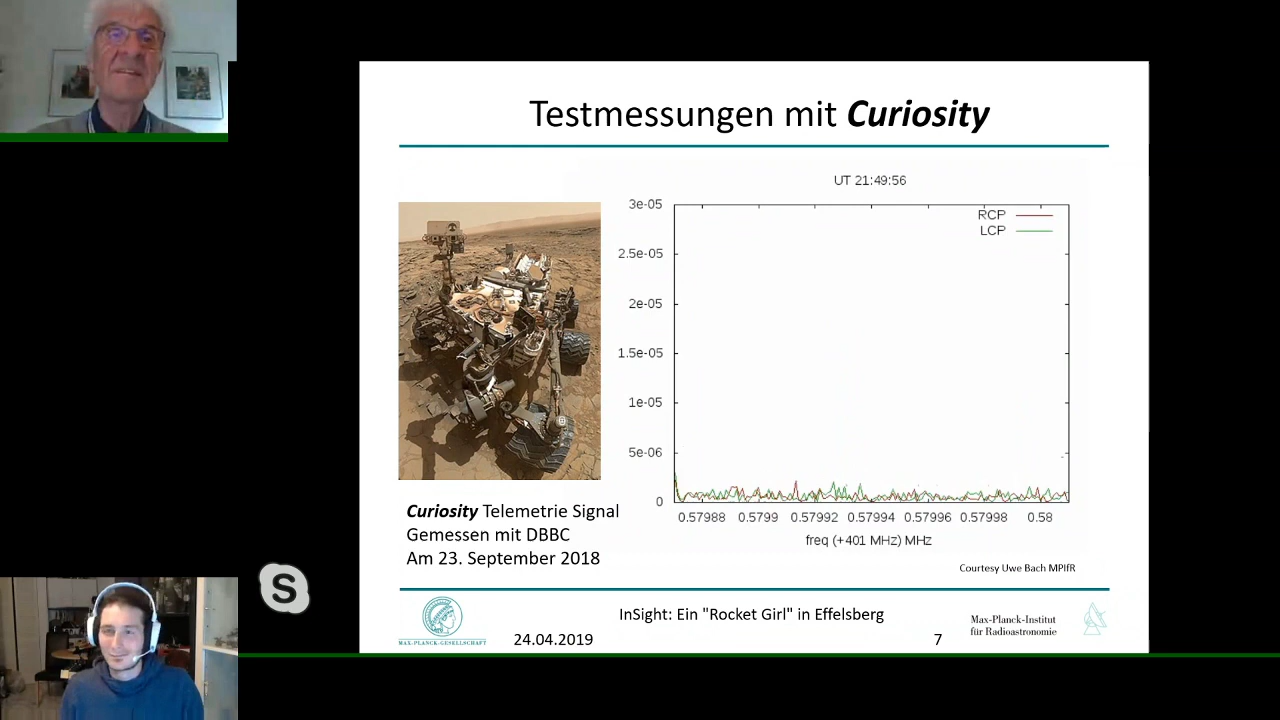 Testmessungen mit Curiosity
UT 21:49:56
3e-05
2.5e-05
2e-05
1.5e-05
1e-05
5e-06
0
RCP
LCP
0.57988 0.5799 0.57992 0.57994 0.57996 0.57998 0.58
freq (+401 MHz) MHz
Curiosity Telemetrie Signal
Gemessen mit DBBC
Am 23. September 2018
Courtesy Uwe Bach MPIfR
S
InSight: Ein "Rocket Girl" in Effelsberg
MAX-PLANCK-GESELLSCHAFT
24.04.2019
7
Max-Planck-Institut
für Radioastronomie